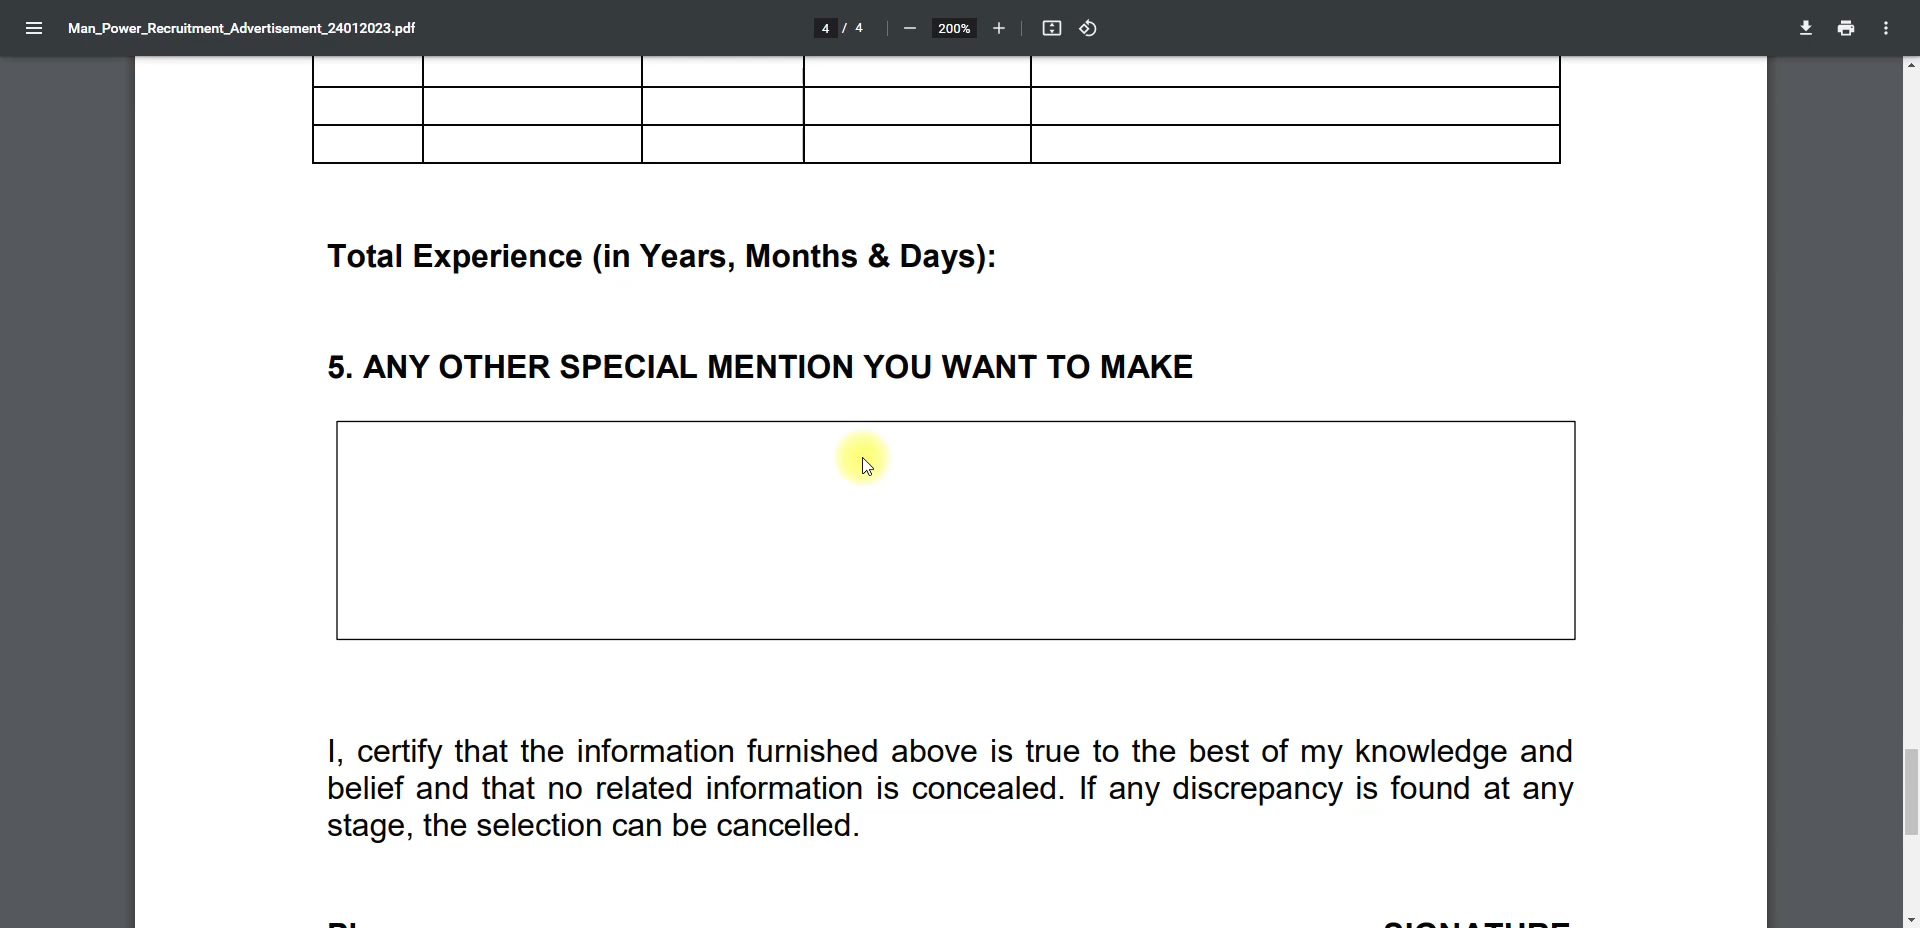 Man_Power_Recruitment_Advertisement_24012023.pdf
4 / 4
200%
Total Experience (in Years, Months & Days):
5. ANY OTHER SPECIAL MENTION YOU WANT TO MAKE
I, certify that the information furnished above is true to the best of my knowledge and
belief and that no related information is concealed. If any discrepancy is found at any
stage, the selection can be cancelled.
SIGNATURE